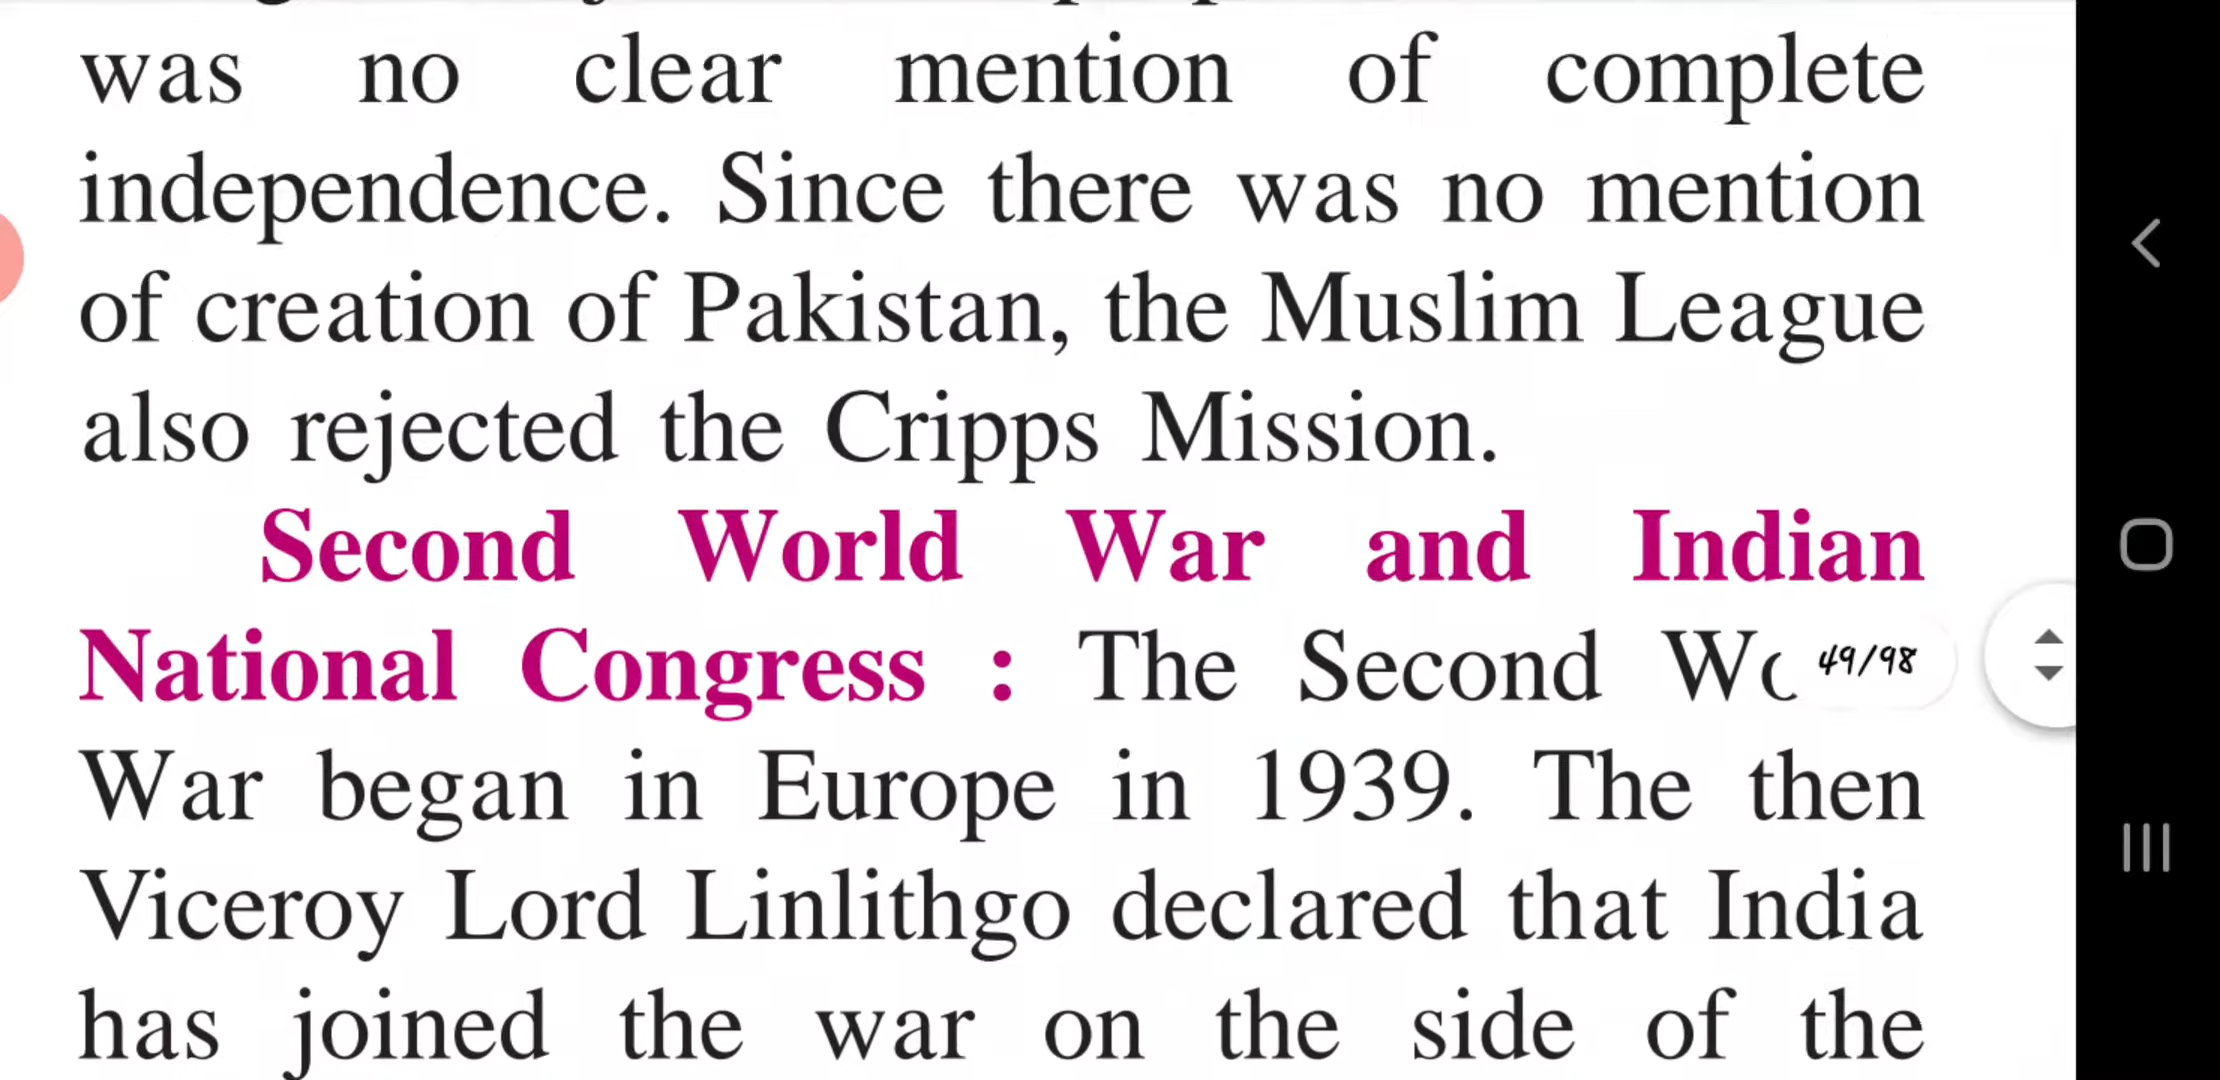 was no clear mention of complete
independence. Since there was no mention
of creation of Pakistan, the Muslim League
also rejected the Cripps Mission.
Second World War and Indian
National Congress : The Second
49/98
War began in Europe in 1939. The then
Viceroy Lord Linlithgo declared that India
has joined the war on the side of the